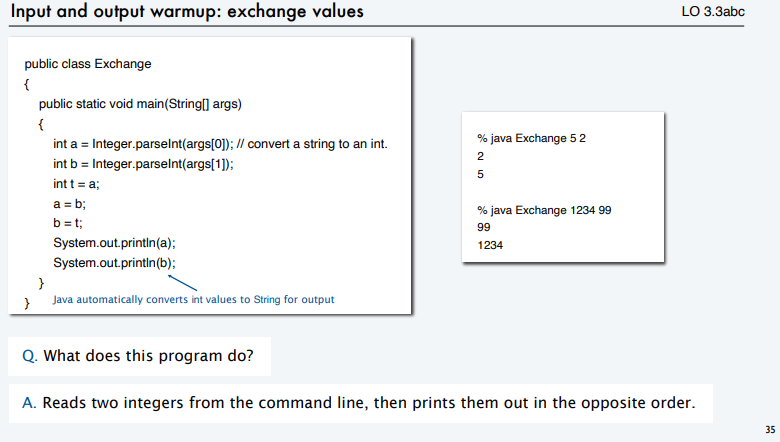 Input and output warmup: exchange values
LO 3.3abc
public class Exchange
{
public static void main(String[] args)
{
int a = Integer.parseInt(args[0]); // convert a string to an int.
int b = Integer.parseInt(args[1]);
int t = a;
a = b;
b = t;
System.out.println(a);
System.out.println(b);
}
}
Java automatically converts int values to String for output
% java Exchange 5 2
2
5
% java Exchange 1234 99
99
1234
Q. What does this program do?
A. Reads two integers from the command line, then prints them out in the opposite order.
35